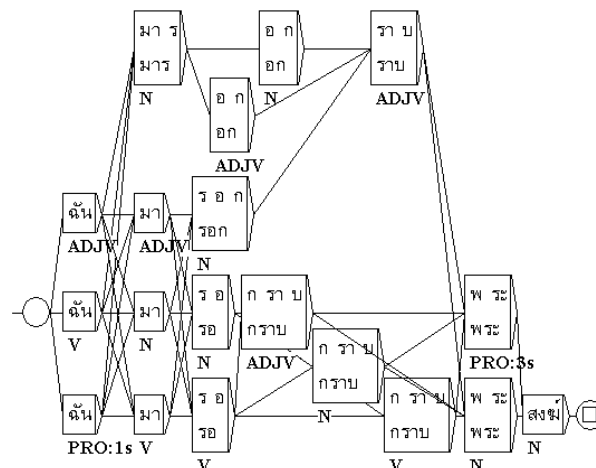 มา ร
มาร
N
อ ก
อก
N
รา บ
ราบ
ADJV
อ ก
อก
ADJV
ฉัน
ADJV
มา
ADJV
ร อ ก
รอก
N
ฉัน
V
มา
N
ร อ
รอ
N
ก รา บ
กราบ
ADJV
ก รา บ
กราบ
N
พ ระ
พระ
PRO:3s
ฉัน
PRO:1s
มา
V
ร อ
รอ
V
ก รา บ
กราบ
V
พ ระ
พระ
N
สงฆ์
N